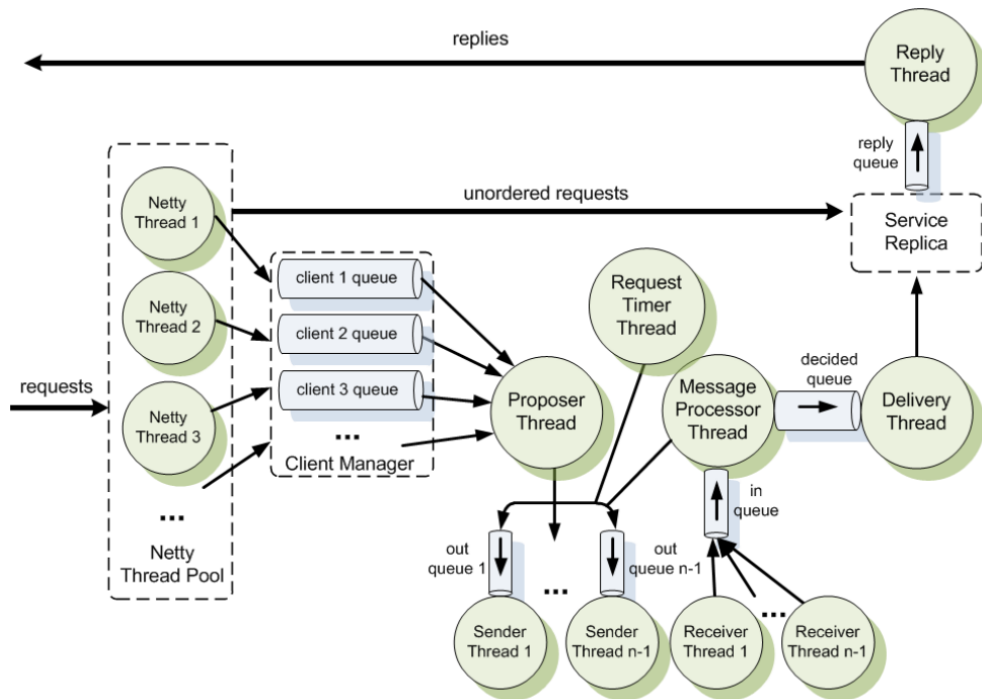 replies
Reply
Thread
reply
queue
unordered requests
Service
Replica
Netty
Thread 1
Netty
Thread 2
Netty
Thread 3
...
Netty
Thread Pool
requests
client 1 queue
client 2 queue
client 3 queue
...
Client Manager
Request
Timer
Thread
Proposer
Thread
Message
Processor
Thread
decided
queue
Delivery
Thread
in
queue
out
queue 1
...
out
queue n-1
...
Sender
Thread 1
Sender
Thread n-1
Receiver
Thread 1
Receiver
Thread n-1